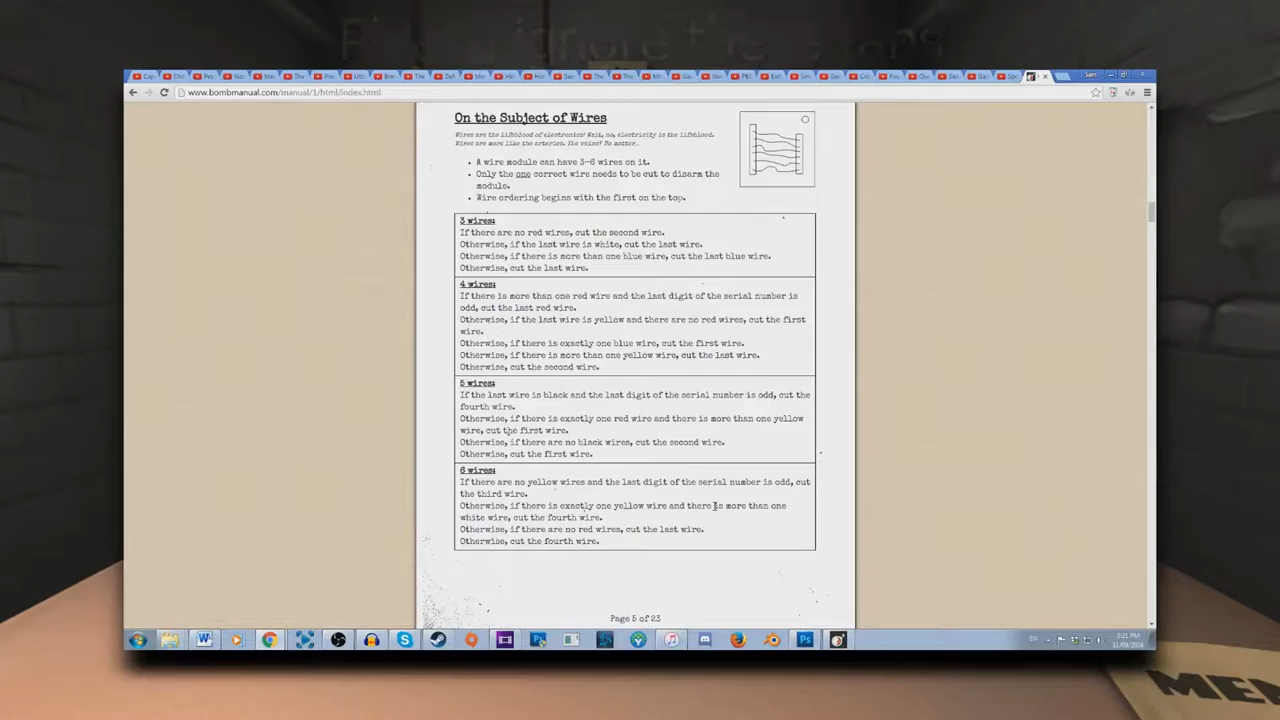 www.bombmanual.com/manual/1/html/index.html
On the Subject of Wires
Wires are the lifeblood of electronics! Wait, no, electricity is the lifeblood.
Wires are more like the arteries. The veins? No matter…
• A wire module can have 3-6 wires on it.
• Only the one correct wire needs to be cut to disarm the
module.
• Wire ordering begins with the first on the top.
3 wires:
If there are no red wires, cut the second wire.
Otherwise, if the last wire is white, cut the last wire.
Otherwise, if there is more than one blue wire, cut the last blue wire.
Otherwise, cut the last wire.
4 wires:
If there is more than one red wire and the last digit of the serial number is
odd, cut the last red wire.
Otherwise, if the last wire is yellow and there are no red wires, cut the first
wire.
Otherwise, if there is exactly one blue wire, cut the first wire.
Otherwise, if there is more than one yellow wire, cut the last wire.
Otherwise, cut the second wire.
5 wires:
If the last wire is black and the last digit of the serial number is odd, cut the
fourth wire.
Otherwise, if there is exactly one red wire and there is more than one yellow
wire, cut the first wire.
Otherwise, if there are no black wires, cut the second wire.
Otherwise, cut the first wire.
6 wires:
If there are no yellow wires and the last digit of the serial number is odd, cut
the third wire.
Otherwise, if there is exactly one yellow wire and there is more than one
white wire, cut the fourth wire.
Otherwise, if there are no red wires, cut the last wire.
Otherwise, cut the fourth wire.
Page 5 of 23
EN
3:21 PM